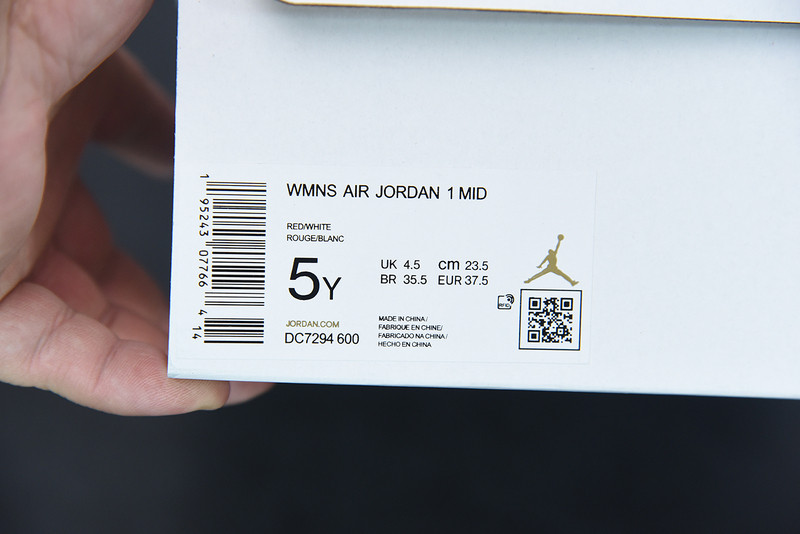 WMNS AIR JORDAN 1 MID
RED/WHITE
ROUGE/BLANC
5Y
UK 4.5 cm 23.5
BR 35.5 EUR 37.5
JORDAN.COM
DC7294 600
MADE IN CHINA /
FABRIQUE EN CHINE/
FABRICADO NA CHINA /
HECHO EN CHINA
1 95243 07766 4 14